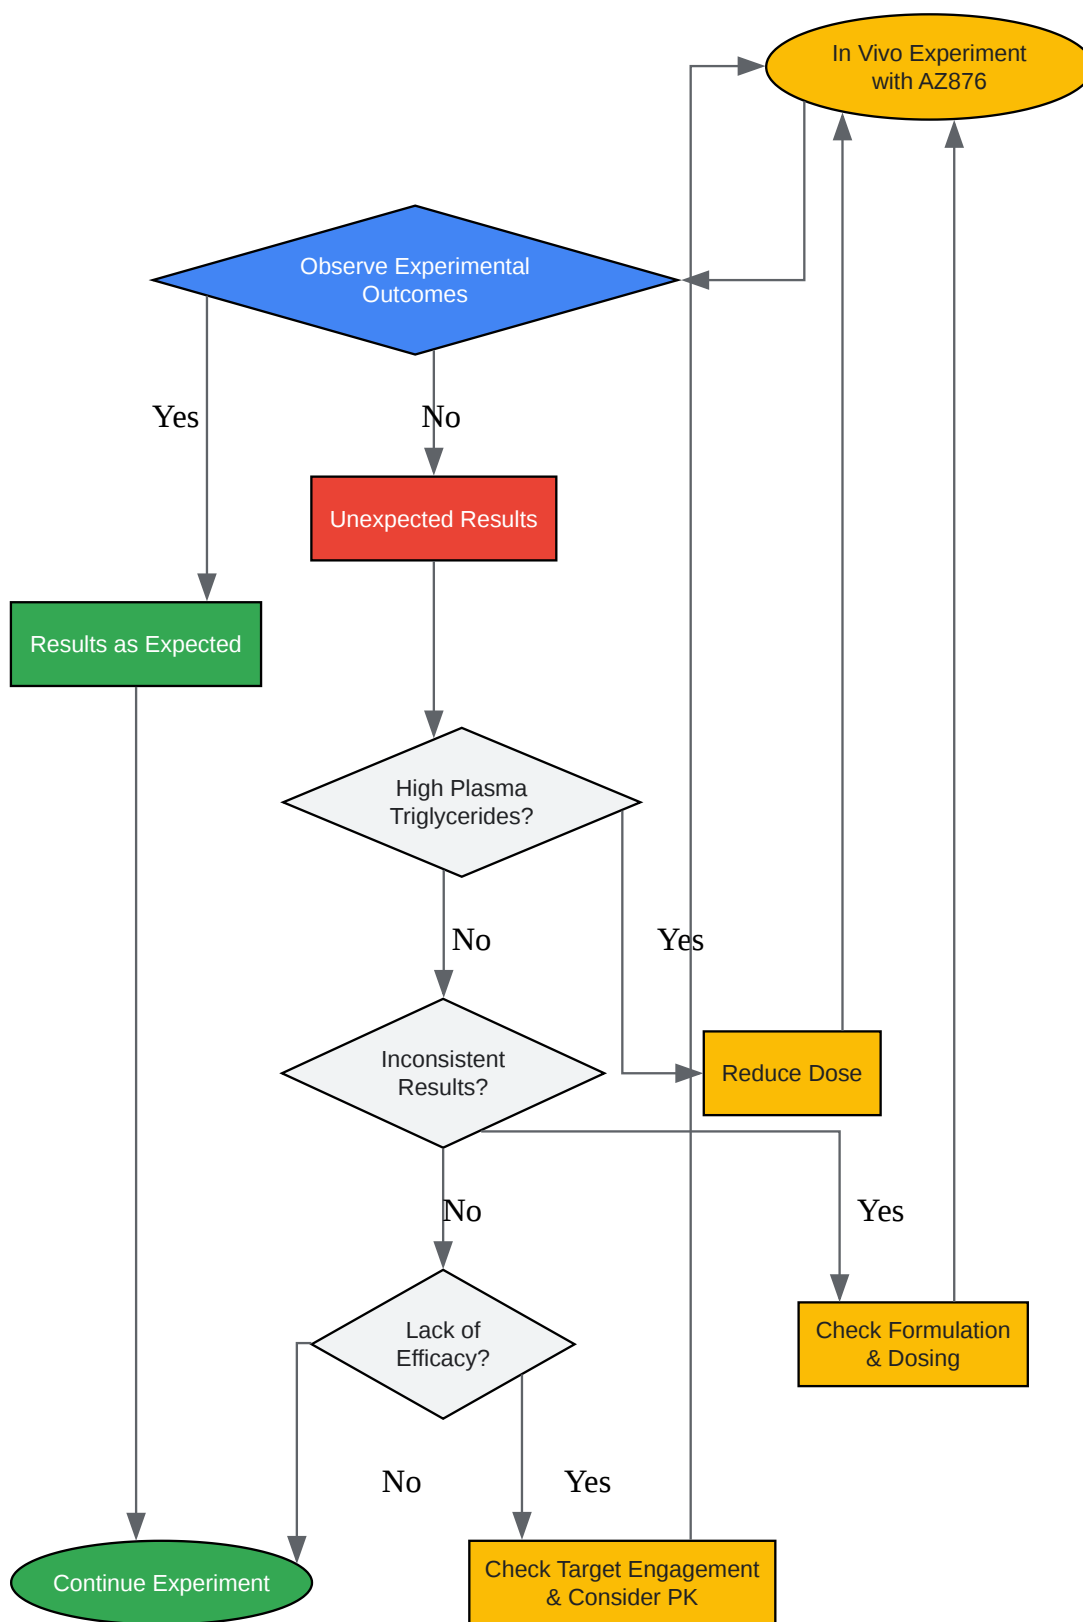 In Vivo Experiment
with AZ876
Observe Experimental
Outcomes
Yes
No
Unexpected Results
Results as Expected
High Plasma
Triglycerides?
No
Yes
Inconsistent
Results?
Reduce Dose
No
Yes
Lack of
Efficacy?
Check Formulation
& Dosing
No
Yes
Continue Experiment
Check Target Engagement
& Consider PK